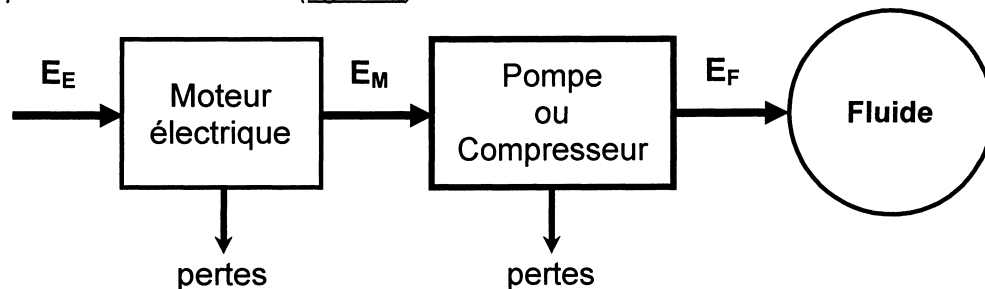 E_E
Moteur
électrique
E_M
Pompe
ou
Compresseur
E_F
Fluide
pertes
pertes